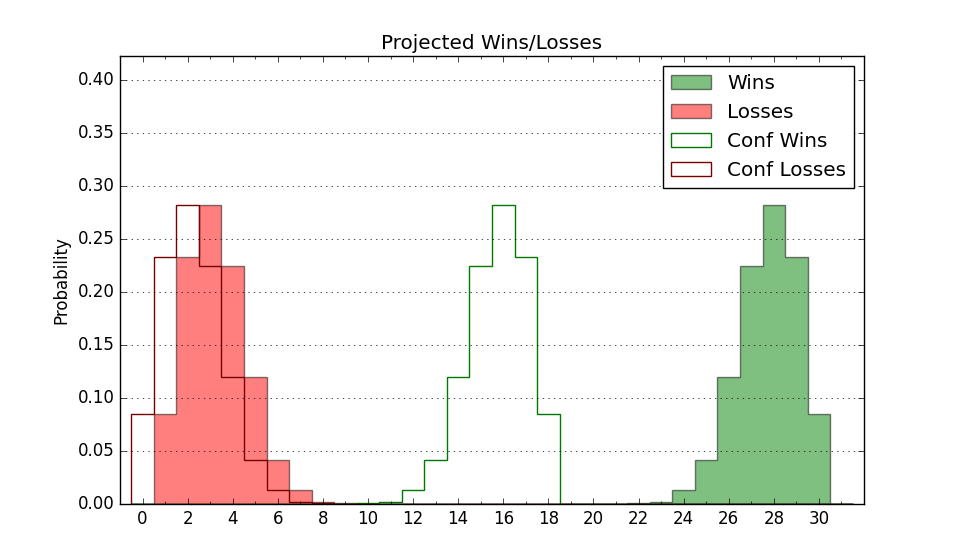 Projected Wins/Losses
Probability
0.40
0.35
0.30
0.25
0.20
0.15
0.10
0.05
0.00
0 2 4 6 8 10 12 14 16 18 20 22 24 26 28 30
Wins
Losses
Conf Wins
Conf Losses